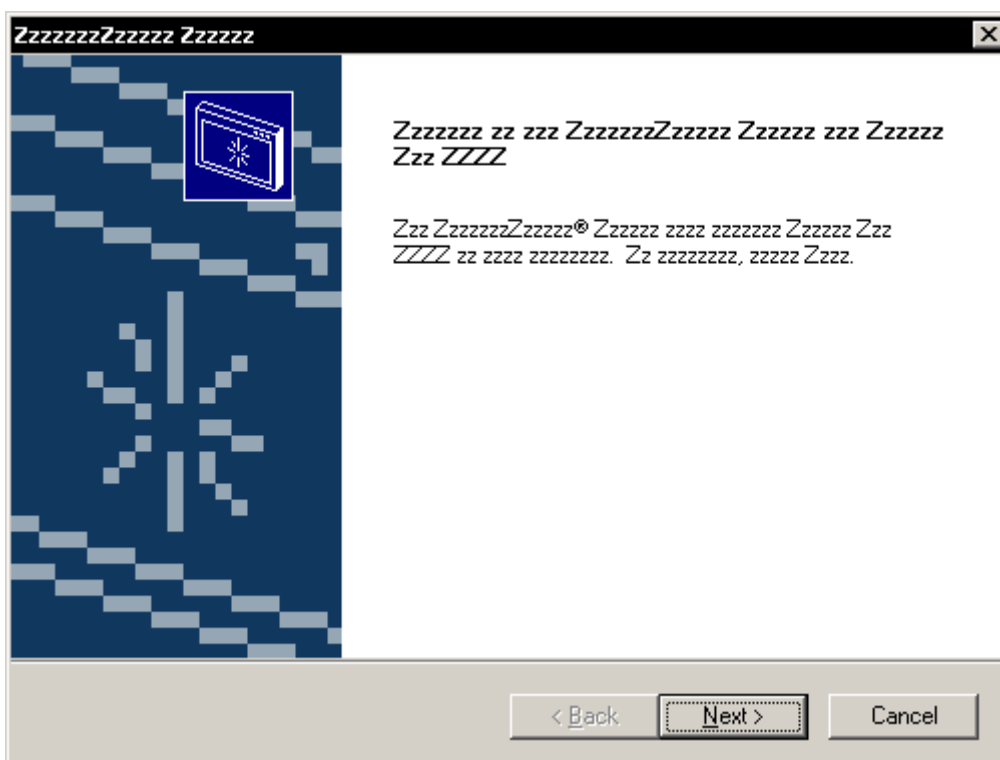 ZzzzzzzZzzzzz Zzzzzz
Zzzzzzz zz zzz ZzzzzzzZzzzzz Zzzzzz zzz Zzzzzz
Zzz ZZZZ
Zzz ZzzzzzzZzzzzz® Zzzzzz zzzz zzzzzzz Zzzzzz Zzz
ZZZZ zz zzzz zzzzzzzz. Zz zzzzzzzz, zzzzz Zzzz.
< Back
Next >
Cancel